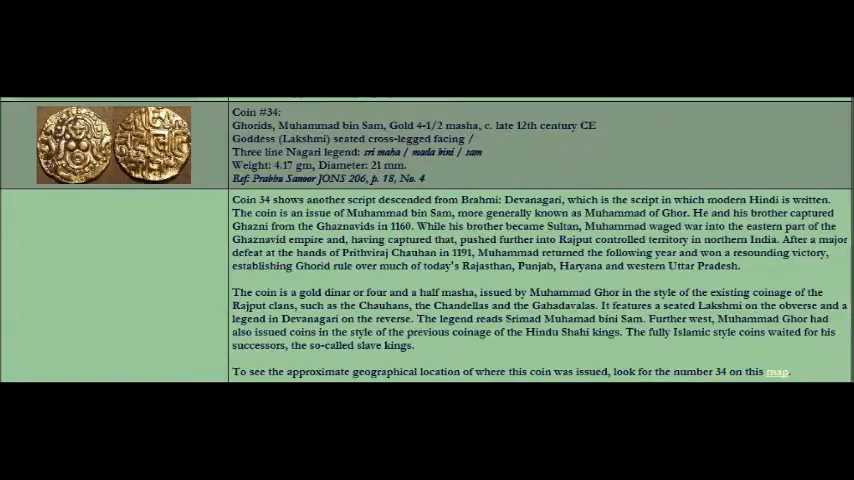 Coin #34:
Ghorids, Muhammad bin Sam, Gold 4-1/2 masha, c. late 12th century CE
Goddess (Lakshmi) seated cross-legged facing /
Three line Nagari legend: sri maha / mada bini / sam
Weight: 4.17 gm, Diameter: 21 mm.
Ref: Prabhu Sanoor JONS 206, p. 18, No. 4
Coin 34 shows another script descended from Brahmi: Devanagari, which is the script in which modern Hindi is written.
The coin is an issue of Muhammad bin Sam, more generally known as Muhammad of Ghor. He and his brother captured
Ghazni from the Ghaznavids in 1160. While his brother became Sultan, Muhammad waged war into the eastern part of the
Ghaznavid empire and, having captured that, pushed further into Rajput controlled territory in northern India. After a major
defeat at the hands of Prithviraj Chauhan in 1191, Muhammad returned the following year and won a resounding victory,
establishing Ghorid rule over much of today's Rajasthan, Punjab, Haryana and western Uttar Pradesh.
The coin is a gold dinar or four and a half masha, issued by Muhammad Ghor in the style of the existing coinage of the
Rajput clans, such as the Chauhans, the Chandellas and the Gahadavalas. It features a seated Lakshmi on the obverse and a
legend in Devanagari on the reverse. The legend reads Srimad Muhamad bini Sam. Further west, Muhammad Ghor had
also issued coins in the style of the previous coinage of the Hindu Shahi kings. The fully Islamic style coins waited for his
successors, the so-called slave kings.
To see the approximate geographical location of where this coin was issued, look for the number 34 on this map.